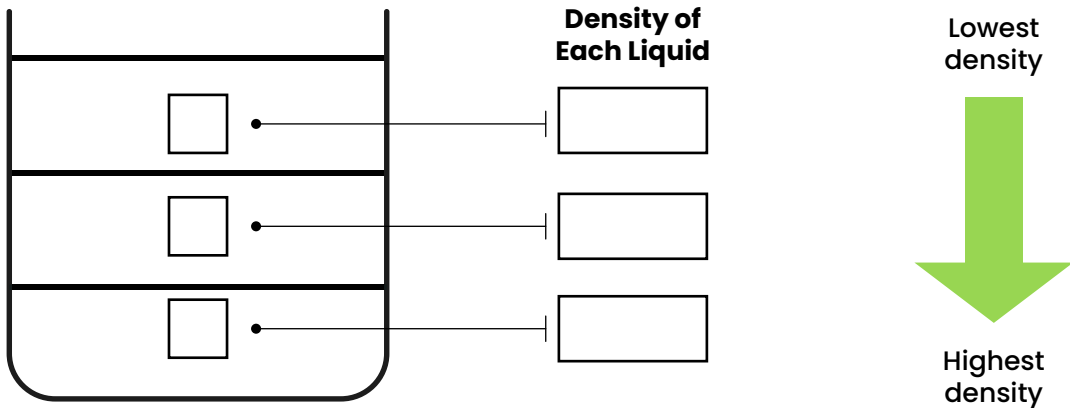 Density of
Each Liquid
Lowest
density
Highest
density